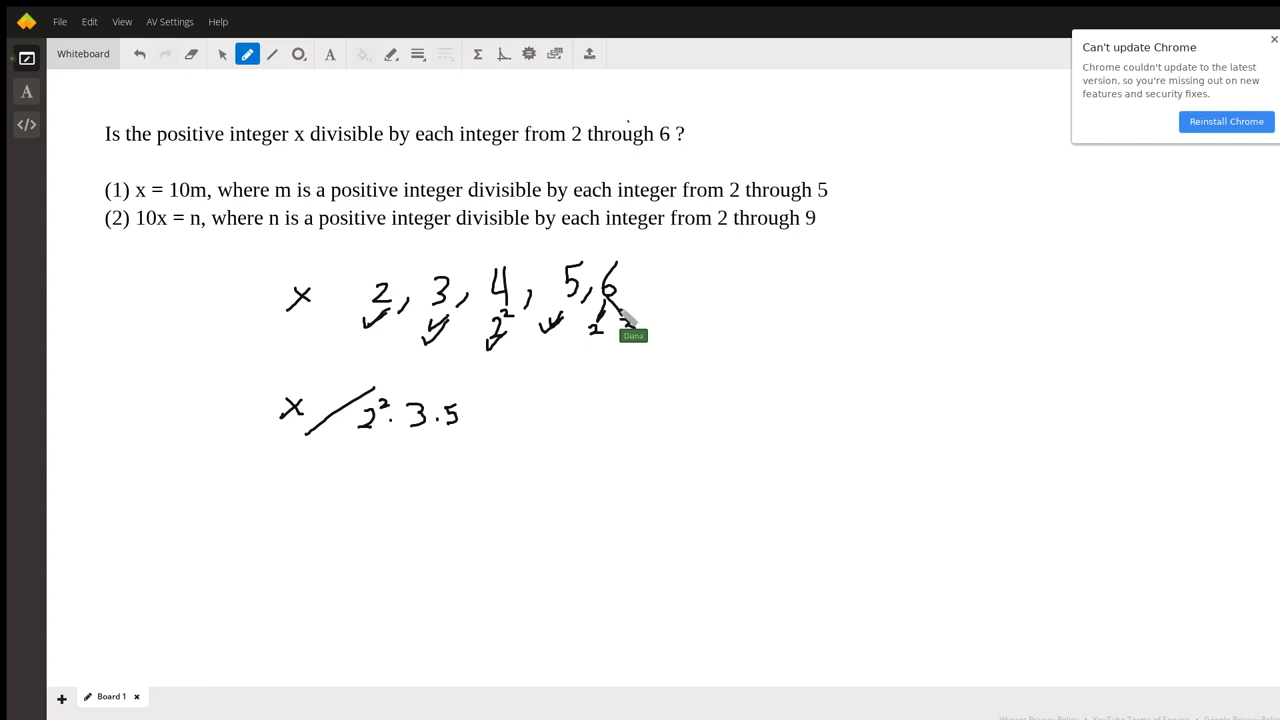 File Edit View AV Settings Help
Whiteboard
A
Σ
A
Can't update Chrome
Chrome couldn't update to the latest
version, so you're missing out on new
features and security fixes.
Reinstall Chrome
Is the positive integer x divisible by each integer from 2 through 6 ?
(1) x = 10m, where m is a positive integer divisible by each integer from 2 through 5
(2) 10x = n, where n is a positive integer divisible by each integer from 2 through 9
x 2, 3, 4, 5, 6
2² 2
Diana
x / 2² · 3 · 5
Board 1